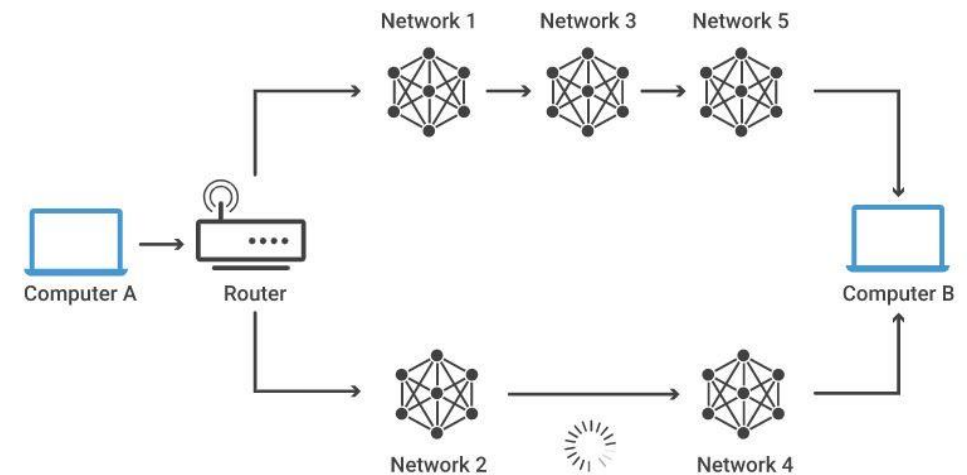 Network 1
Network 3
Network 5
Computer A
Router
Computer B
Network 2
Network 4